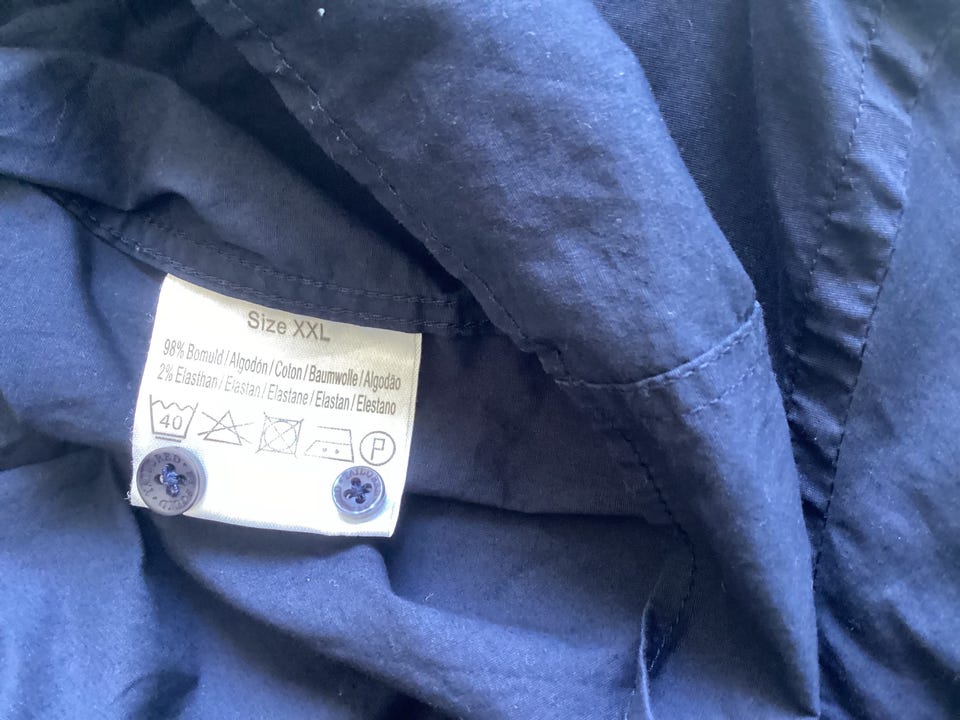 Size XXL
98% Bomuld / Algodón / Coton / Baumwolle / Algodão
2% Elasthan / Elastan / Elastane / Elastan / Elestano
40 P